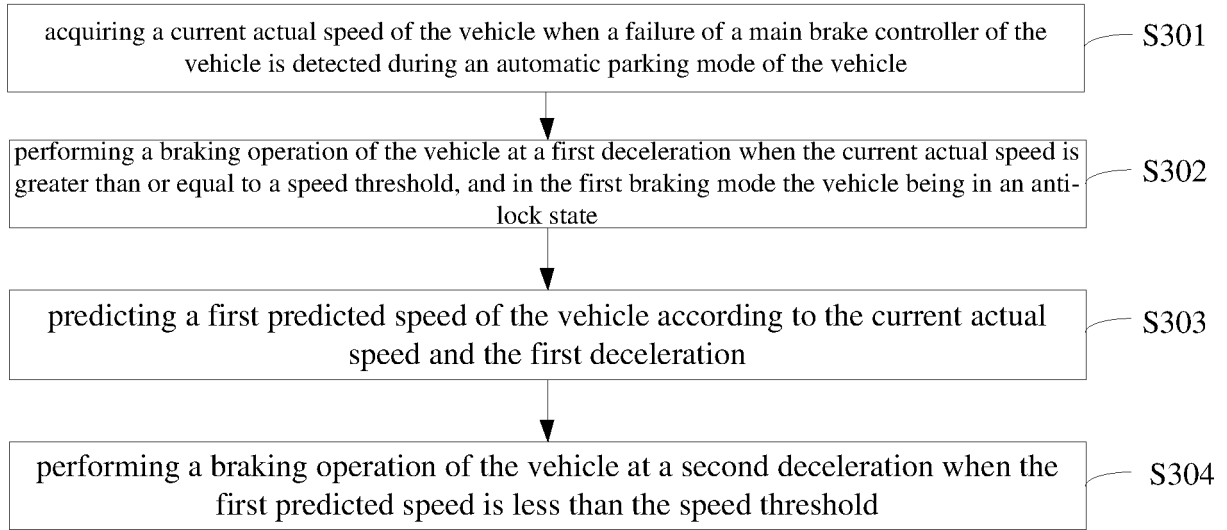 acquiring a current actual speed of the vehicle when a failure of a main brake controller of the
vehicle is detected during an automatic parking mode of the vehicle
S301
performing a braking operation of the vehicle at a first deceleration when the current actual speed is
greater than or equal to a speed threshold, and in the first braking mode the vehicle being in an anti-
lock state
S302
predicting a first predicted speed of the vehicle according to the current actual
speed and the first deceleration
S303
performing a braking operation of the vehicle at a second deceleration when the
first predicted speed is less than the speed threshold
S304